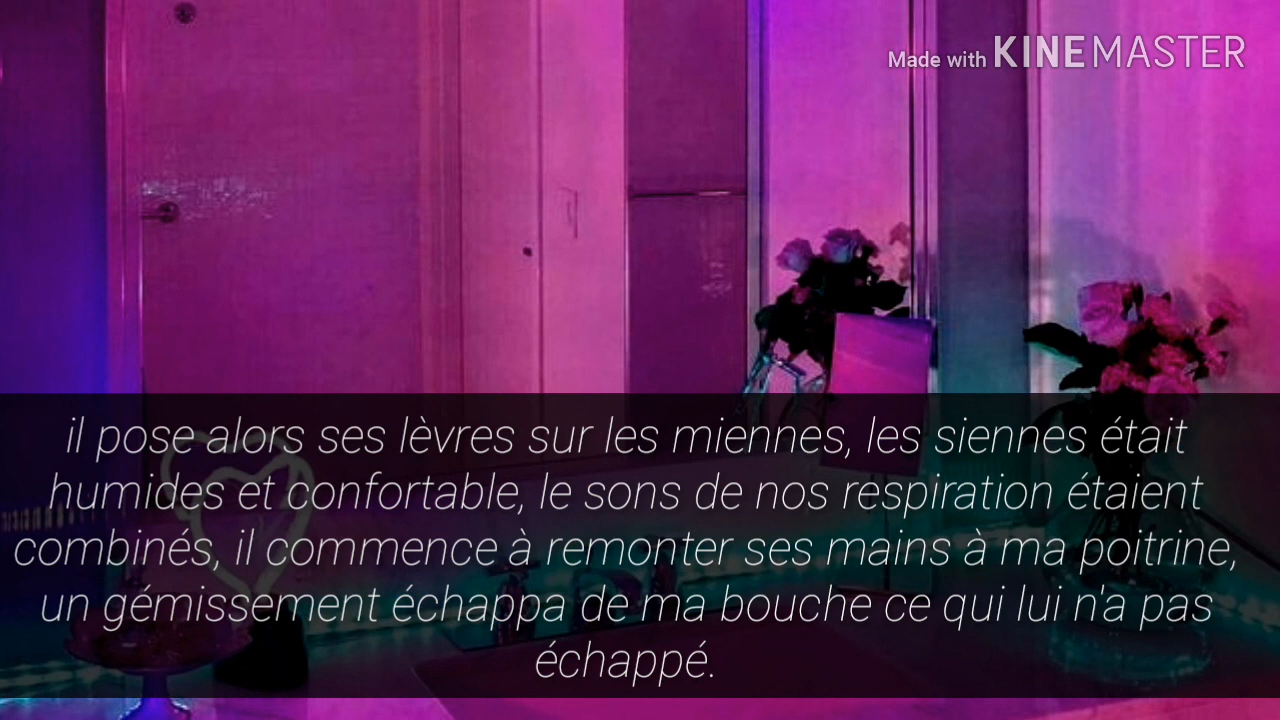 Made with KINEMASTER
il pose alors ses lèvres sur les miennes, les siennes était
humides et confortable, le sons de nos respiration étaient
combinés, il commence à remonter ses mains à ma poitrine,
un gémissement échappa de ma bouche ce qui lui n'a pas
échappé.